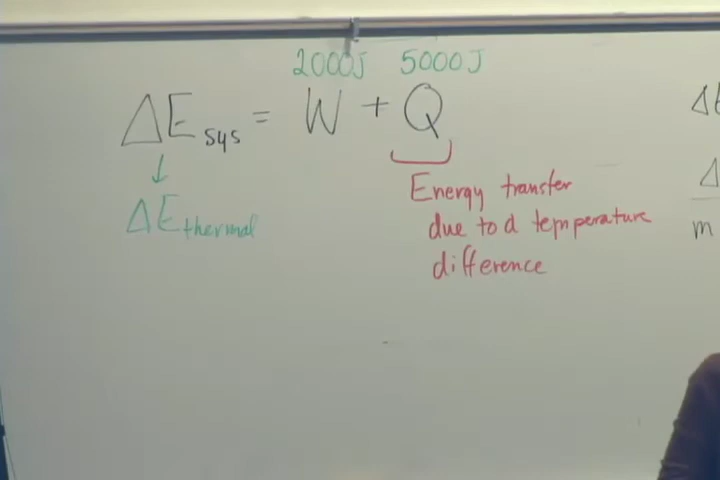 2000J 5000J
ΔE sys = W + Q
Energy transfer
due to a temperature
difference
ΔE thermal
Δ
m